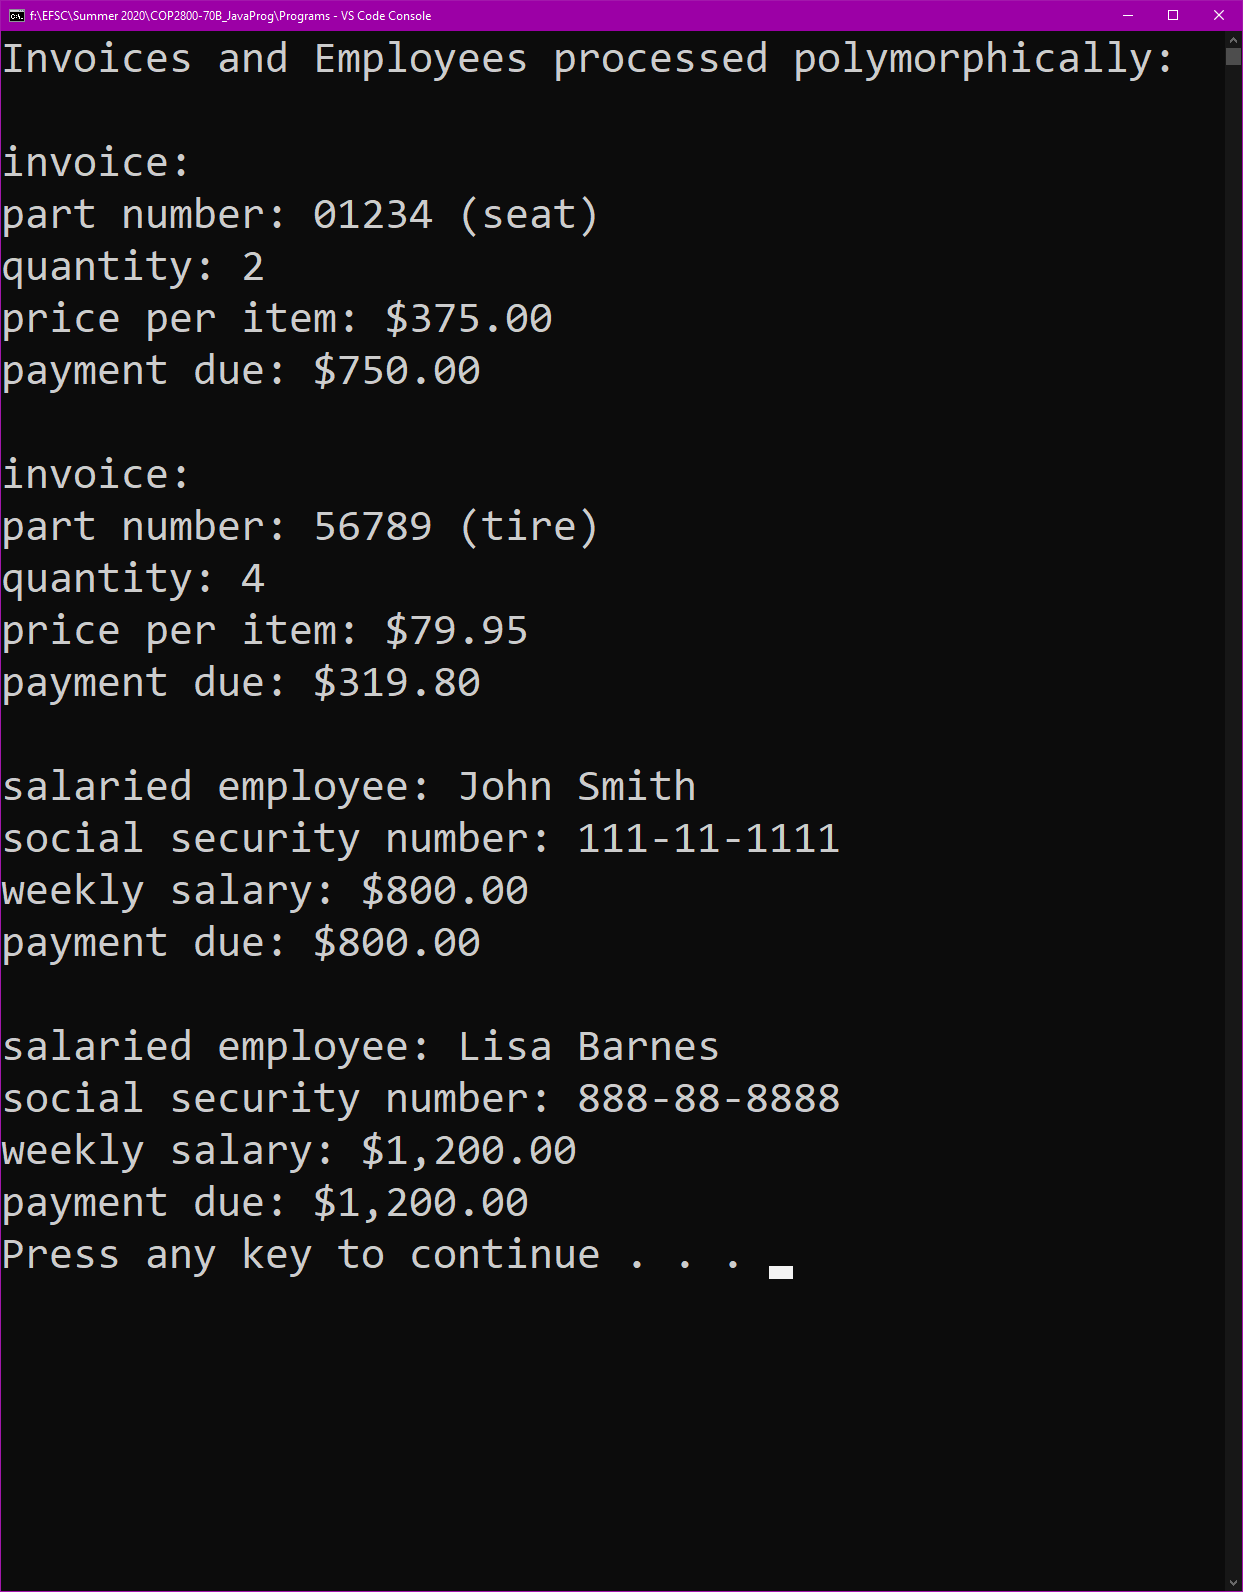 f:\EFSC\Summer 2020\COP2800-70B_JavaProg\Programs - VS Code Console
Invoices and Employees processed polymorphically:
invoice:
part number: 01234 (seat)
quantity: 2
price per item: $375.00
payment due: $750.00
invoice:
part number: 56789 (tire)
quantity: 4
price per item: $79.95
payment due: $319.80
salaried employee: John Smith
social security number: 111-11-1111
weekly salary: $800.00
payment due: $800.00
salaried employee: Lisa Barnes
social security number: 888-88-8888
weekly salary: $1,200.00
payment due: $1,200.00
Press any key to continue . . .